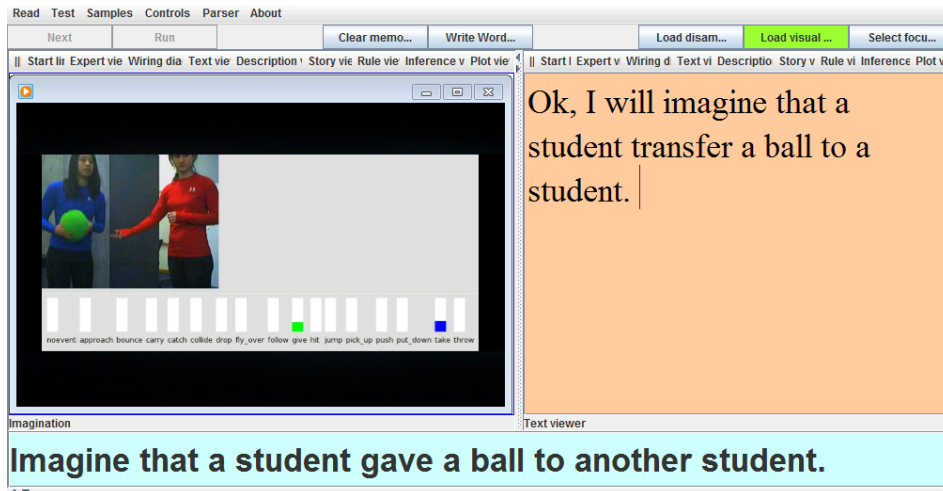 Read Test Samples Controls Parser About
Next Run Clear memo... Write Word... Load disam... Load visual ... Select focu...
|| Start lir Expert vie Wiring dia Text vie Description v Story vie Rule vie Inference v Plot vie || Start l Expert vi Wiring d Text vi Descriptio Story v Rule vi Inference Plot v
Ok, I will imagine that a
student transfer a ball to a
student.
noevent approach bounce carry catch collide drop fly_over follow give hit jump pick_up push put_down take throw
Imagination Text viewer
Imagine that a student gave a ball to another student.